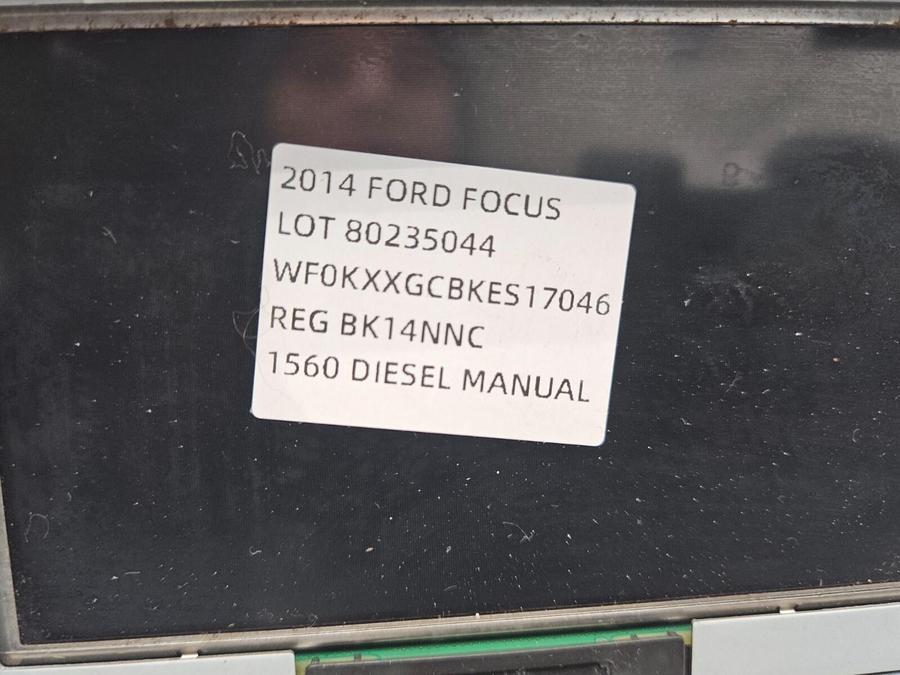 2014 FORD FOCUS
LOT 80235044
WF0KXXGCBKES17046
REG BK14NNC
1560 DIESEL MANUAL